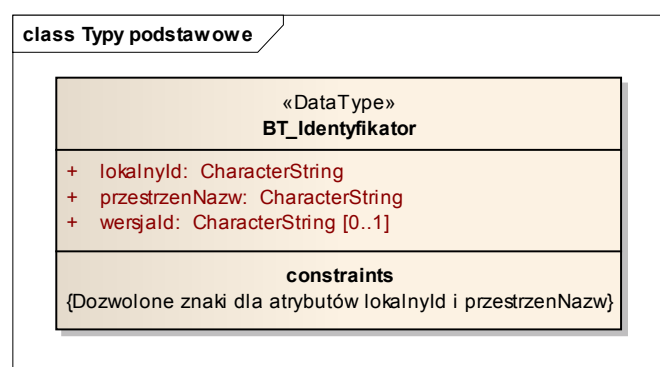 class Typy podstawowe
«DataType»
BT_Identyfikator
+ lokalnyId: CharacterString
+ przestrzenNazw: CharacterString
+ wersjaId: CharacterString [0..1]
constraints
{Dozwolone znaki dla atrybutów lokalnyId i przestrzenNazw}